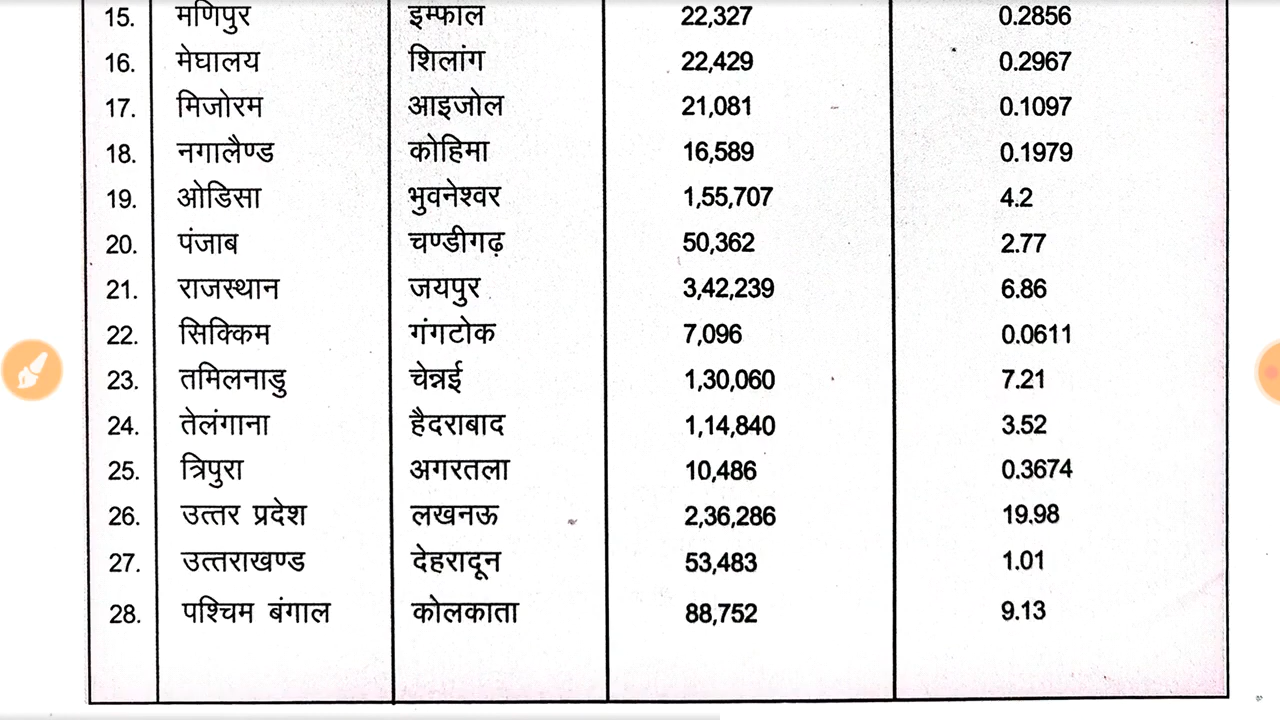 15. मणिपुर इम्फाल 22,327 0.2856
16. मेघालय शिलांग 22,429 0.2967
17. मिजोरम आइजोल 21,081 0.1097
18. नगालैण्ड कोहिमा 16,589 0.1979
19. ओडिसा भुवनेश्वर 1,55,707 4.2
20. पंजाब चण्डीगढ़ 50,362 2.77
21. राजस्थान जयपुर 3,42,239 6.86
22. सिक्किम गंगटोक 7,096 0.0611
23. तमिलनाडु चेन्नई 1,30,060 7.21
24. तेलंगाना हैदराबाद 1,14,840 3.52
25. त्रिपुरा अगरतला 10,486 0.3674
26. उत्तर प्रदेश लखनऊ 2,36,286 19.98
27. उत्तराखण्ड देहरादून 53,483 1.01
28. पश्चिम बंगाल कोलकाता 88,752 9.13